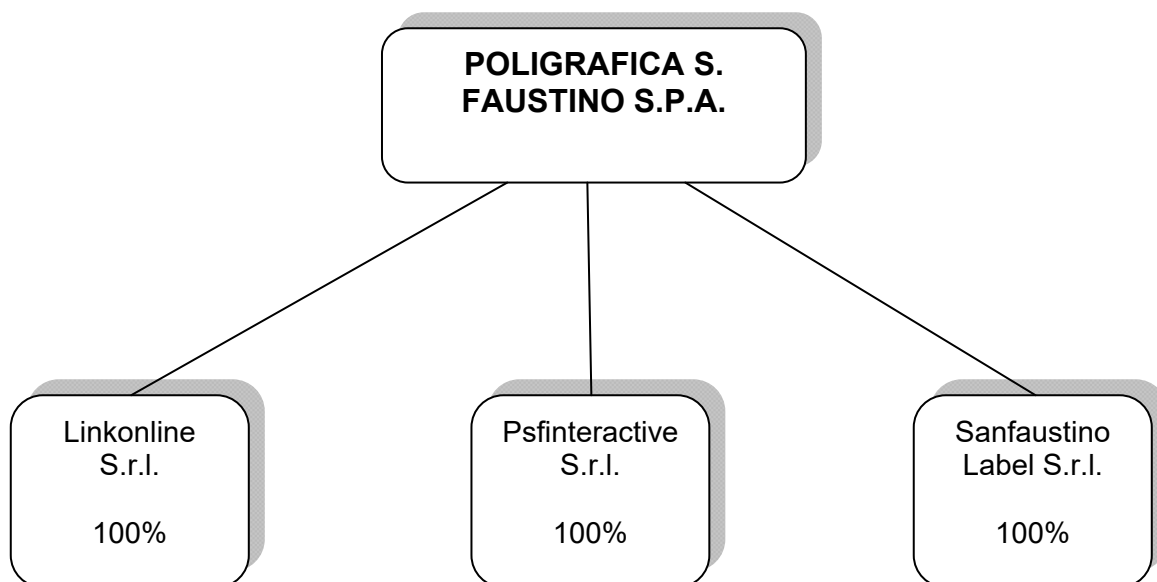 POLIGRAFICA S.
FAUSTINO S.P.A.
Linkonline
S.r.l.
100%
Psfinteractive
S.r.l.
100%
Sanfaustino
Label S.r.l.
100%